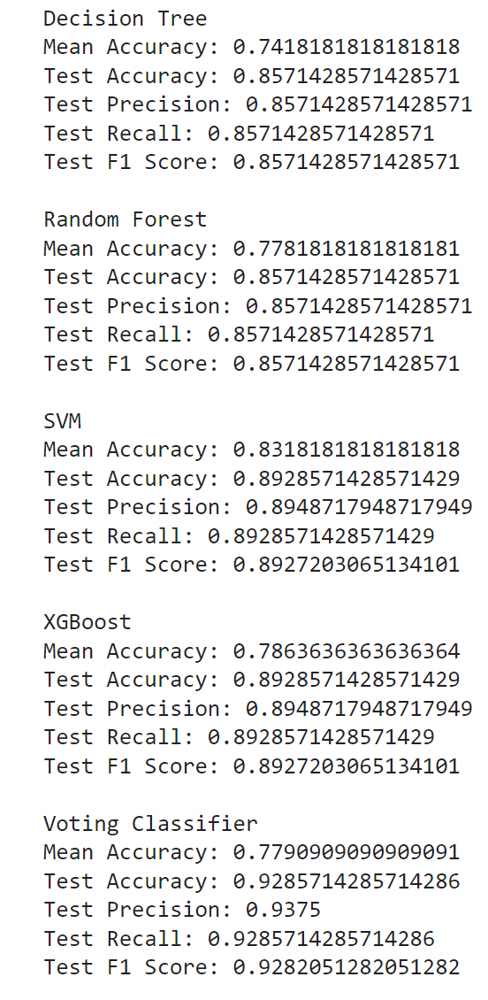 Decision Tree
Mean Accuracy: 0.7418181818181818
Test Accuracy: 0.8571428571428571
Test Precision: 0.8571428571428571
Test Recall: 0.8571428571428571
Test F1 Score: 0.8571428571428571
Random Forest
Mean Accuracy: 0.7781818181818181
Test Accuracy: 0.8571428571428571
Test Precision: 0.8571428571428571
Test Recall: 0.8571428571428571
Test F1 Score: 0.8571428571428571
SVM
Mean Accuracy: 0.8318181818181818
Test Accuracy: 0.8928571428571429
Test Precision: 0.8948717948717949
Test Recall: 0.8928571428571429
Test F1 Score: 0.8927203065134101
XGBoost
Mean Accuracy: 0.7863636363636364
Test Accuracy: 0.8928571428571429
Test Precision: 0.8948717948717949
Test Recall: 0.8928571428571429
Test F1 Score: 0.8927203065134101
Voting Classifier
Mean Accuracy: 0.7790909090909091
Test Accuracy: 0.9285714285714286
Test Precision: 0.9375
Test Recall: 0.9285714285714286
Test F1 Score: 0.9282051282051282